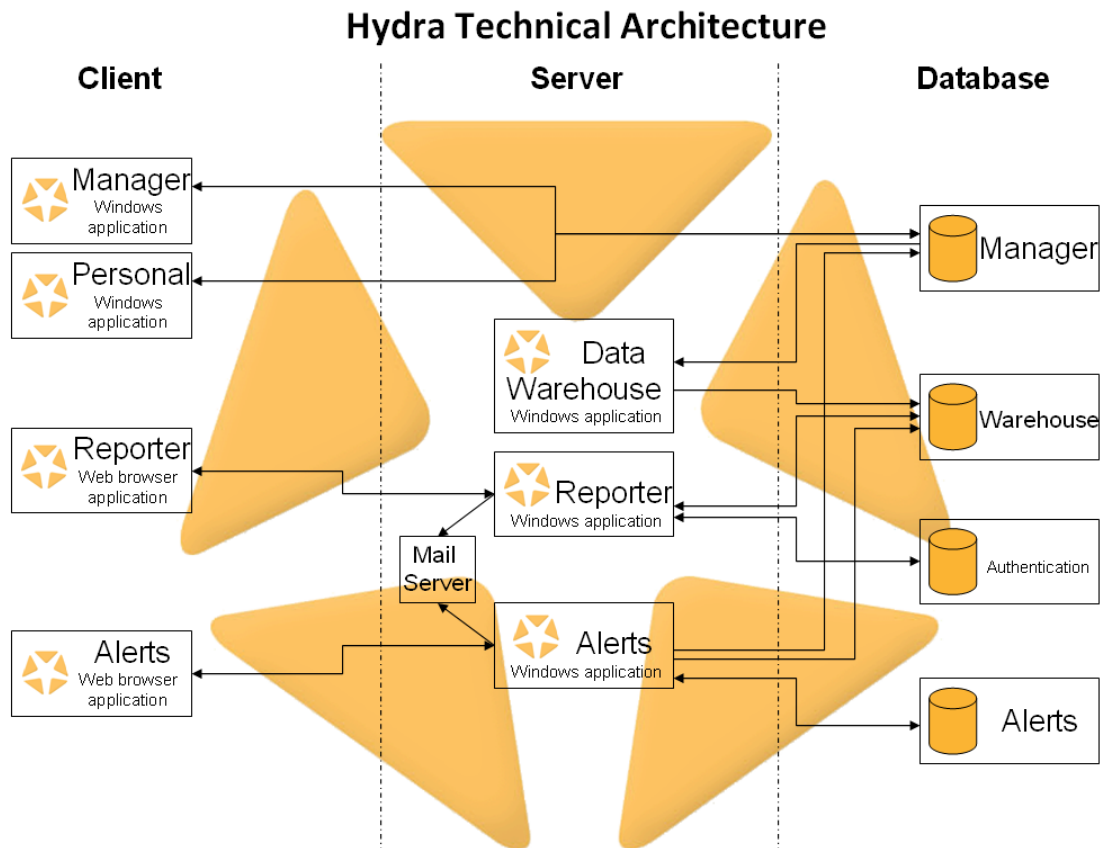 Hydra Technical Architecture
Client
Server
Database
Manager
Windows
application
Personal
Windows
application
Reporter
Web browser
application
Alerts
Web browser
application
Data
Warehouse
Windows application
Reporter
Windows application
Mail
Server
Alerts
Windows application
Manager
Warehouse
Authentication
Alerts